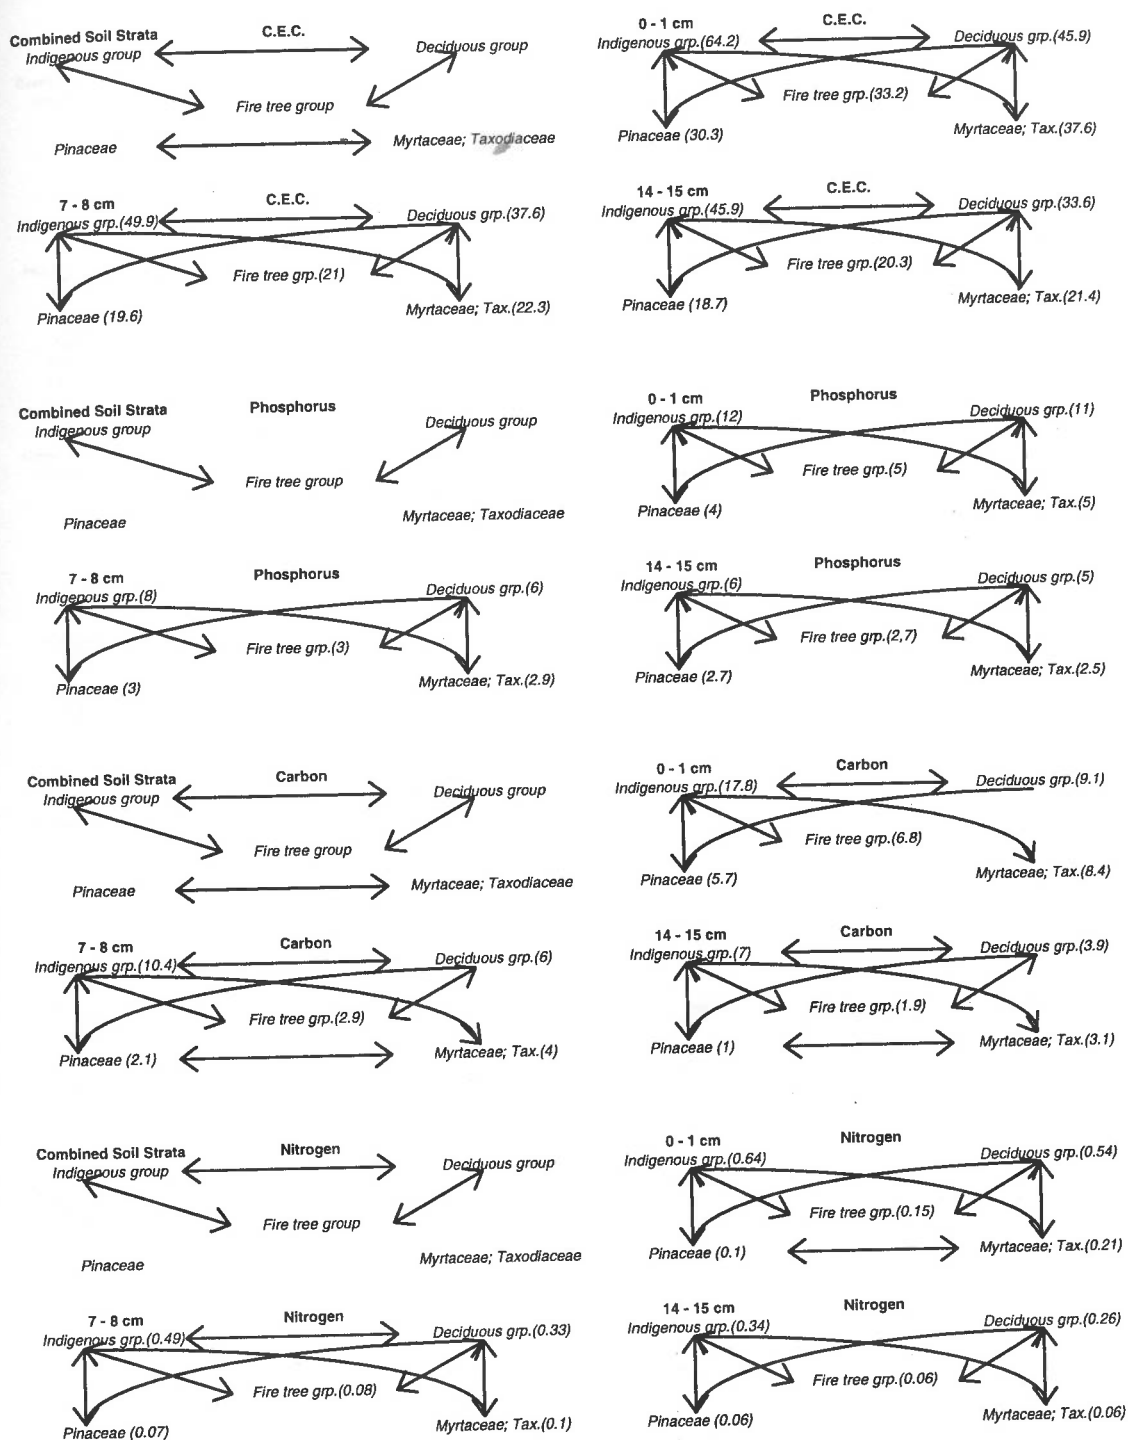 Combined Soil Strata
C.E.C.
Indigenous group
Deciduous group
Fire tree group
Pinaceae
Myrtaceae; Taxodiaceae
0 - 1 cm
C.E.C.
Indigenous grp.(64.2)
Deciduous grp.(45.9)
Fire tree grp.(33.2)
Pinaceae (30.3)
Myrtaceae; Tax.(37.6)
7 - 8 cm
C.E.C.
Indigenous grp.(49.9)
Deciduous grp.(37.6)
Fire tree grp.(21)
Pinaceae (19.6)
Myrtaceae; Tax.(22.3)
14 - 15 cm
C.E.C.
Indigenous grp.(45.9)
Deciduous grp.(33.6)
Fire tree grp.(20.3)
Pinaceae (18.7)
Myrtaceae; Tax.(21.4)
Combined Soil Strata
Phosphorus
Indigenous group
Deciduous group
Fire tree group
Pinaceae
Myrtaceae; Taxodiaceae
0 - 1 cm
Phosphorus
Indigenous grp.(12)
Deciduous grp.(11)
Fire tree grp.(5)
Pinaceae (4)
Myrtaceae; Tax.(5)
7 - 8 cm
Phosphorus
Indigenous grp.(8)
Deciduous grp.(6)
Fire tree grp.(3)
Pinaceae (3)
Myrtaceae; Tax.(2.9)
14 - 15 cm
Phosphorus
Indigenous grp.(6)
Deciduous grp.(5)
Fire tree grp.(2,7)
Pinaceae (2.7)
Myrtaceae; Tax.(2.5)
Combined Soil Strata
Carbon
Indigenous group
Deciduous group
Fire tree group
Pinaceae
Myrtaceae; Taxodiaceae
0 - 1 cm
Carbon
Indigenous grp.(17.8)
Deciduous grp.(9.1)
Fire tree grp.(6.8)
Pinaceae (5.7)
Myrtaceae; Tax.(8.4)
7 - 8 cm
Carbon
Indigenous grp.(10.4)
Deciduous grp.(6)
Fire tree grp.(2.9)
Pinaceae (2.1)
Myrtaceae; Tax.(4)
14 - 15 cm
Carbon
Indigenous grp.(7)
Deciduous grp.(3.9)
Fire tree grp.(1.9)
Pinaceae (1)
Myrtaceae; Tax.(3.1)
Combined Soil Strata
Nitrogen
Indigenous group
Deciduous group
Fire tree group
Pinaceae
Myrtaceae; Taxodiaceae
0 - 1 cm
Nitrogen
Indigenous grp.(0.64)
Deciduous grp.(0.54)
Fire tree grp.(0.15)
Pinaceae (0.1)
Myrtaceae; Tax.(0.21)
7 - 8 cm
Nitrogen
Indigenous grp.(0.49)
Deciduous grp.(0.33)
Fire tree grp.(0.08)
Pinaceae (0.07)
Myrtaceae; Tax.(0.1)
14 - 15 cm
Nitrogen
Indigenous grp.(0.34)
Deciduous grp.(0.26)
Fire tree grp.(0.06)
Pinaceae (0.06)
Myrtaceae; Tax.(0.06)